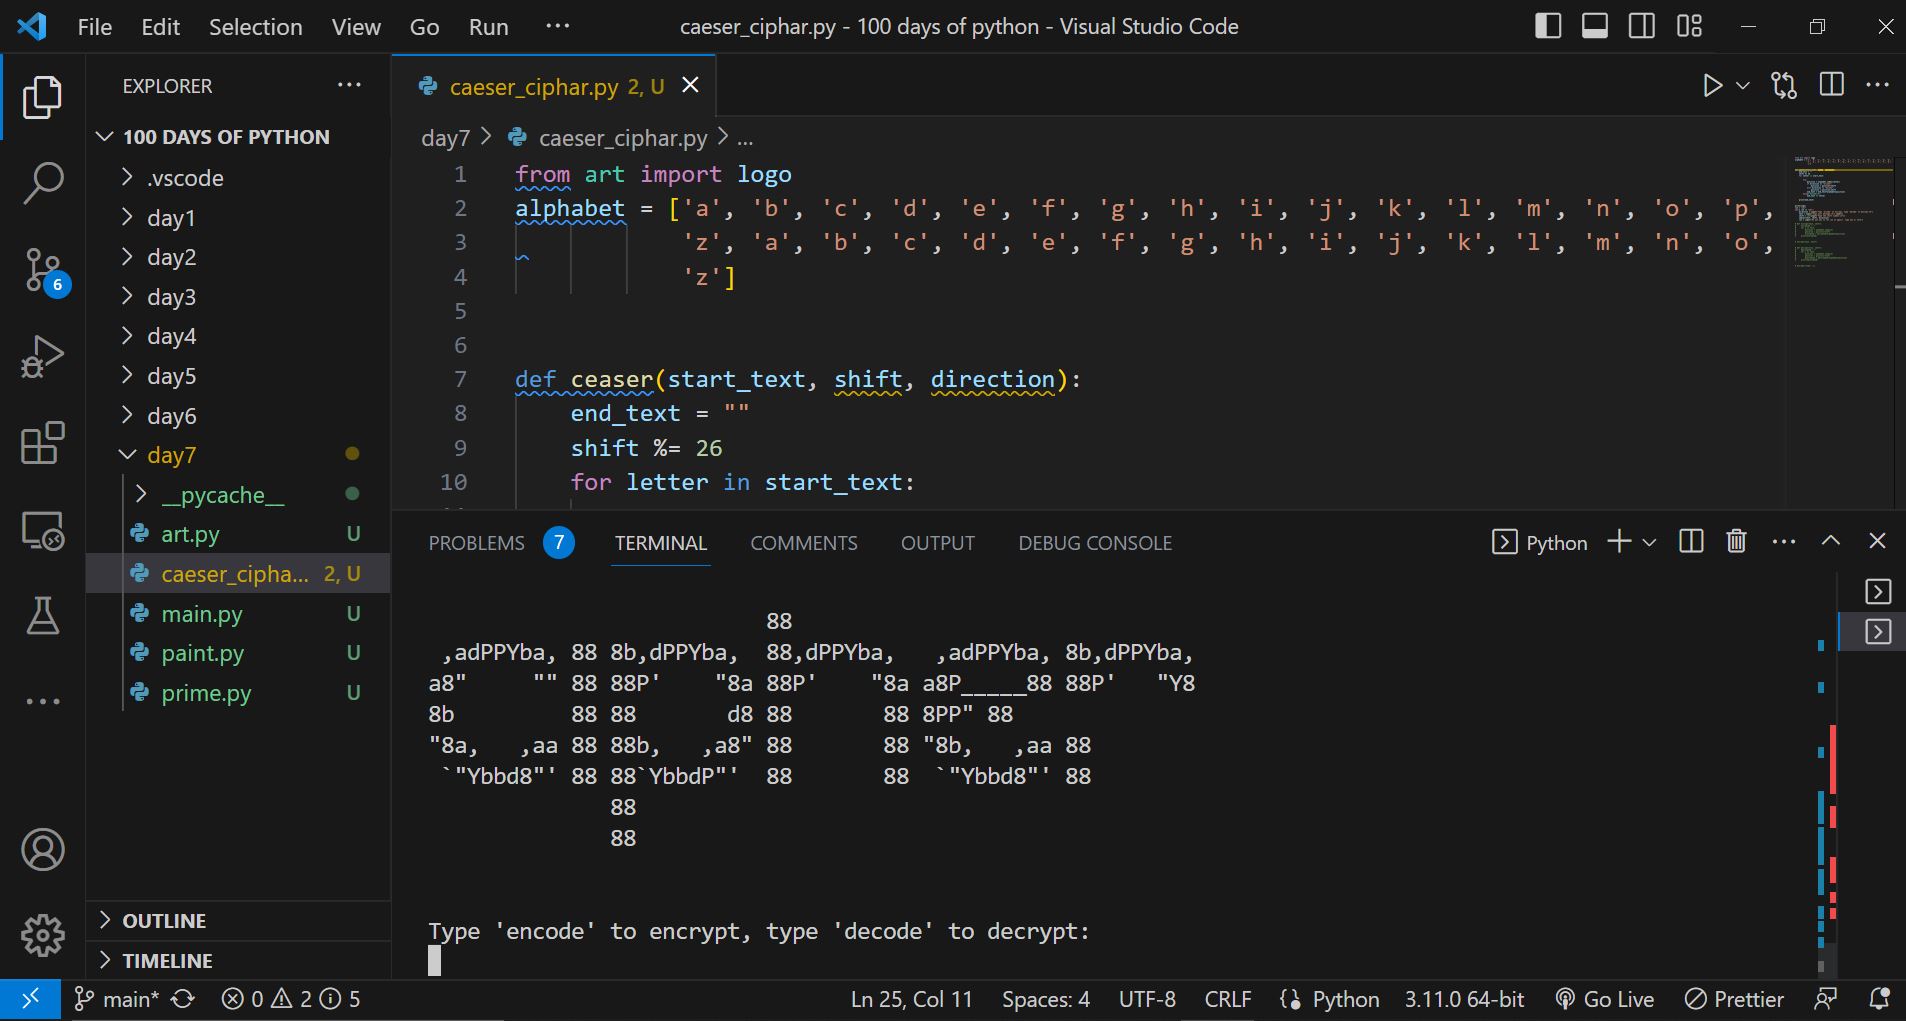 File Edit Selection View Go Run ··· caeser_ciphar.py - 100 days of python - Visual Studio Code
EXPLORER ···
100 DAYS OF PYTHON
.vscode
day1
day2
day3
day4
day5
day6
day7
__pycache__
art.py U
caeser_cipha... 2, U
main.py U
paint.py U
prime.py U
OUTLINE
TIMELINE
6
caeser_ciphar.py 2, U
day7 > caeser_ciphar.py > ...
1 from art import logo
2 alphabet = ['a', 'b', 'c', 'd', 'e', 'f', 'g', 'h', 'i', 'j', 'k', 'l', 'm', 'n', 'o', 'p',
3 'z', 'a', 'b', 'c', 'd', 'e', 'f', 'g', 'h', 'i', 'j', 'k', 'l', 'm', 'n', 'o',
4 'z']
5
6
7 def ceaser(start_text, shift, direction):
8 end_text = ""
9 shift %= 26
10 for letter in start_text:
PROBLEMS 7 TERMINAL COMMENTS OUTPUT DEBUG CONSOLE Python
                          88
 ,adPPYba, 88 8b,dPPYba,  88,dPPYba,   ,adPPYba, 8b,dPPYba,
a8"     "" 88 88P'    "8a 88P'    "8a a8P_____88 88P'   "Y8
8b         88 88       d8 88       88 8PP" 88
"8a,   ,aa 88 88b,   ,a8" 88       88 "8b,   ,aa 88
 `"Ybbd8"' 88 88`YbbdP"'  88       88  `"Ybbd8"' 88
              88
              88
Type 'encode' to encrypt, type 'decode' to decrypt:
main* 0 2 5 Ln 25, Col 11 Spaces: 4 UTF-8 CRLF Python 3.11.0 64-bit Go Live Prettier